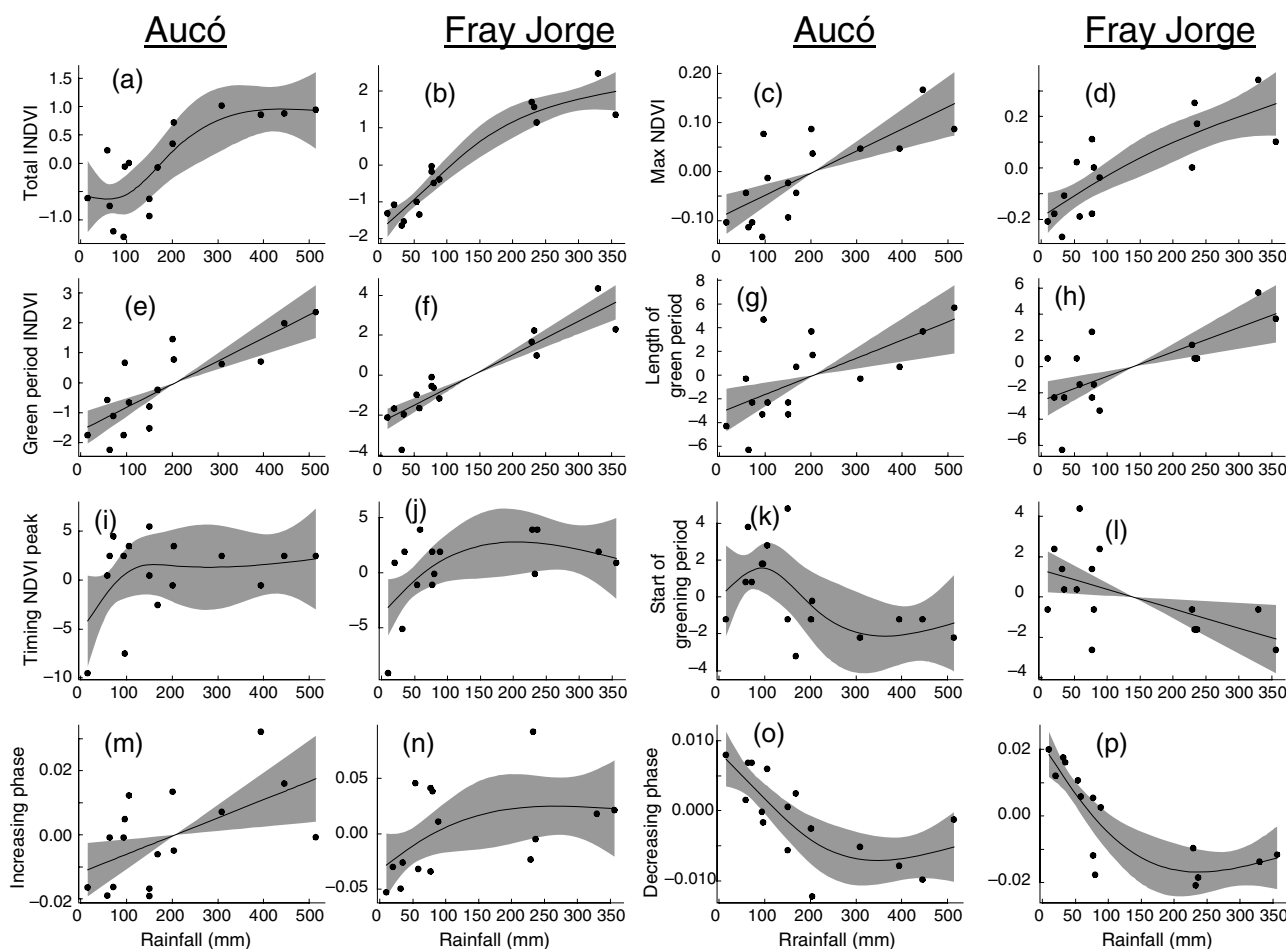 Aucó Fray Jorge Aucó Fray Jorge
(a) (b) (c) (d)
Total INDVI
1.5 1.0 0.5 0.0 −1.0
0 100 200 300 400 500
2 1 0 −1 −2
0 50 100 150 200 250 300 350
Max NDVI
0.20 0.10 0.00 −0.10
0 100 200 300 400 500
0.2 0.0 −0.2
0 50 100 150 200 250 300 350
(e) (f) (g) (h)
Green period INDVI
3 2 1 0 −1 −2
0 100 200 300 400 500
4 2 0 −2 −4
0 50 100 150 200 250 300 350
Length of
green period
8 6 4 2 0 −2 −4 −6
0 100 200 300 400 500
6 4 2 0 −2 −4 −6
0 50 100 150 200 250 300 350
(i) (j) (k) (l)
Timing NDVI peak
5 0 −5 −10
0 100 200 300 400 500
5 0 −5
0 50 100 150 200 250 300 350
Start of
greening period
4 2 0 −2 −4
0 100 200 300 400 500
4 2 0 −2 −4
0 50 100 150 200 250 300 350
(m) (n) (o) (p)
Increasing phase
0.02 0.00 −0.02
0 100 200 300 400 500
Rainfall (mm)
0.05 0.00 −0.05
0 50 100 150 200 250 300 350
Rainfall (mm)
Decreasing phase
0.010 0.000 −0.010
0 100 200 300 400 500
Rrainfall (mm)
0.02 0.00 −0.02
0 50 100 150 200 250 300 350
Rainfall (mm)